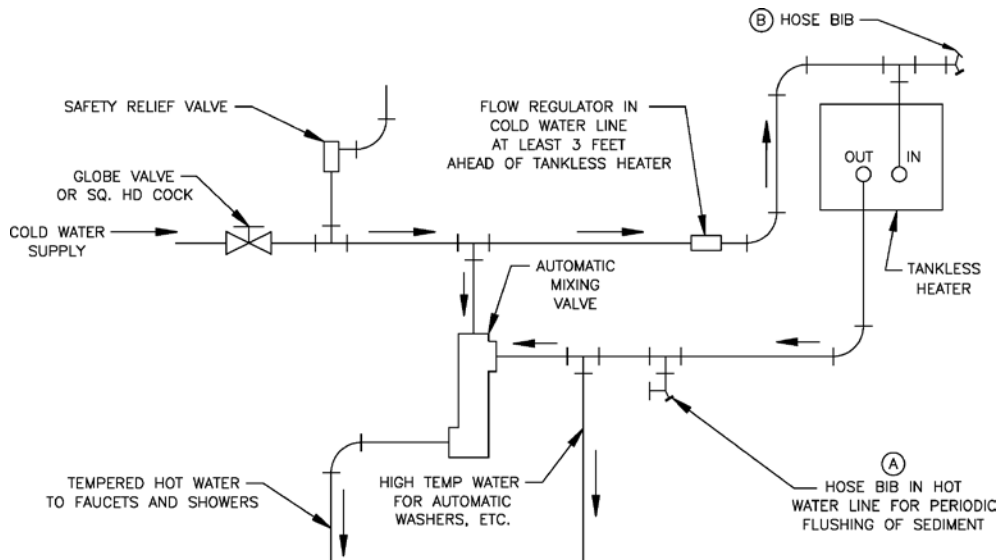 B HOSE BIB
SAFETY RELIEF VALVE
FLOW REGULATOR IN
COLD WATER LINE
AT LEAST 3 FEET
AHEAD OF TANKLESS HEATER
GLOBE VALVE
OR SQ. HD COCK
COLD WATER
SUPPLY
OUT
IN
AUTOMATIC
MIXING
VALVE
TANKLESS
HEATER
TEMPERED HOT WATER
TO FAUCETS AND SHOWERS
HIGH TEMP WATER
FOR AUTOMATIC
WASHERS, ETC.
A
HOSE BIB IN HOT
WATER LINE FOR PERIODIC
FLUSHING OF SEDIMENT